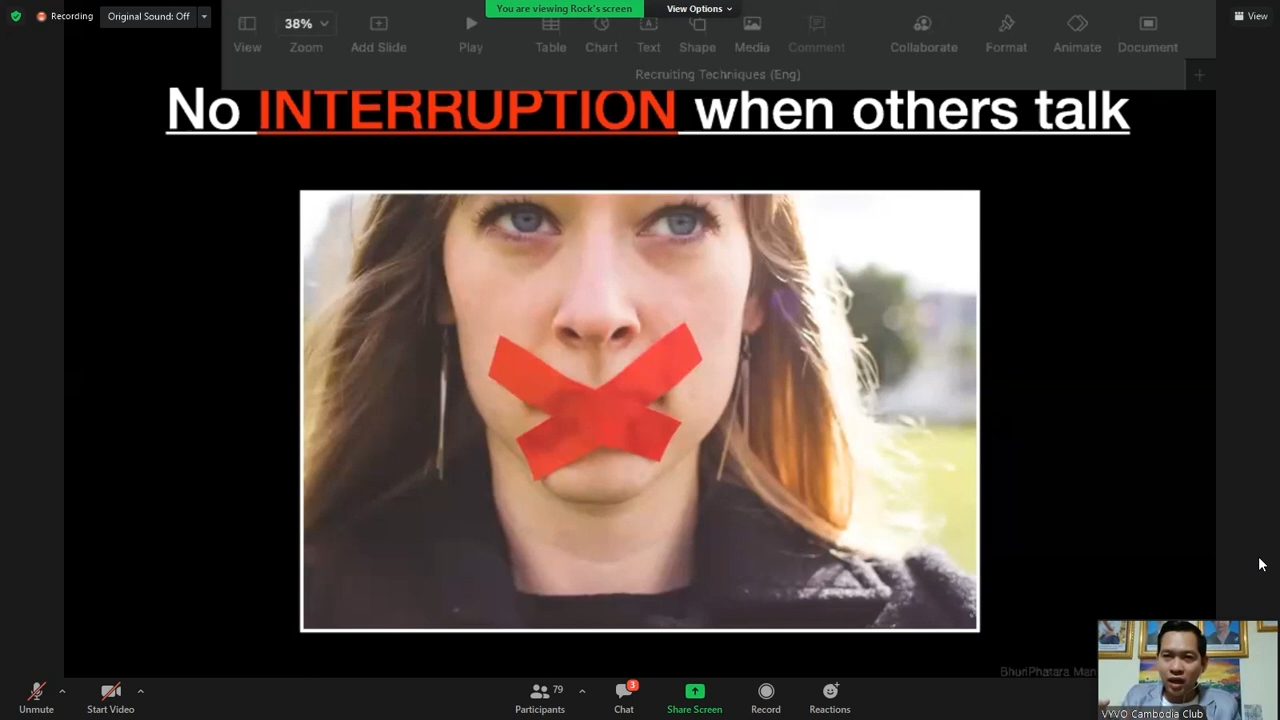 Recording
Original Sound: Off
You are viewing Rock's screen
View Options
View
38%
View
Zoom
Add Slide
Play
Table
Chart
Text
Shape
Media
Comment
Collaborate
Format
Animate
Document
Recruiting Techniques (Eng)
No INTERRUPTION when others talk
BhuriPhatara Man
VYVO Cambodia Club
Unmute
Start Video
79
Participants
3
Chat
Share Screen
Record
Reactions